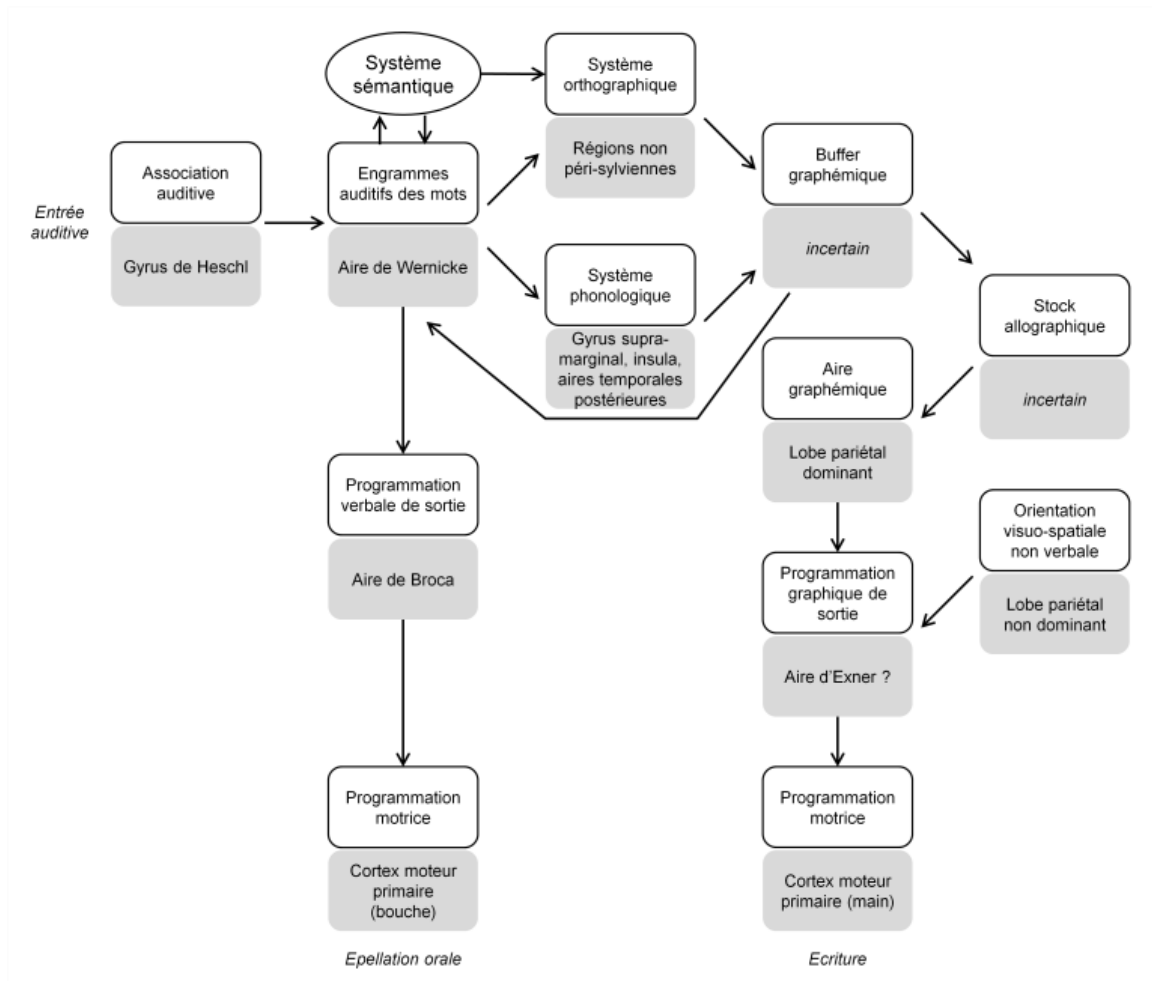 Système
sémantique
Système
orthographique
Régions non
péri-sylviennes
Association
auditive
Gyrus de Heschl
Entrée
auditive
Engrammes
auditifs des mots
Aire de Wernicke
Système
phonologique
Gyrus supra-
marginal, insula,
aires temporales
postérieures
Buffer
graphémique
incertain
Stock
allographique
incertain
Aire
graphémique
Lobe pariétal
dominant
Orientation
visuo-spatiale
non verbale
Lobe pariétal
non dominant
Programmation
verbale de sortie
Aire de Broca
Programmation
graphique de
sortie
Aire d'Exner ?
Programmation
motrice
Cortex moteur
primaire
(bouche)
Epellation orale
Programmation
motrice
Cortex moteur
primaire (main)
Ecriture